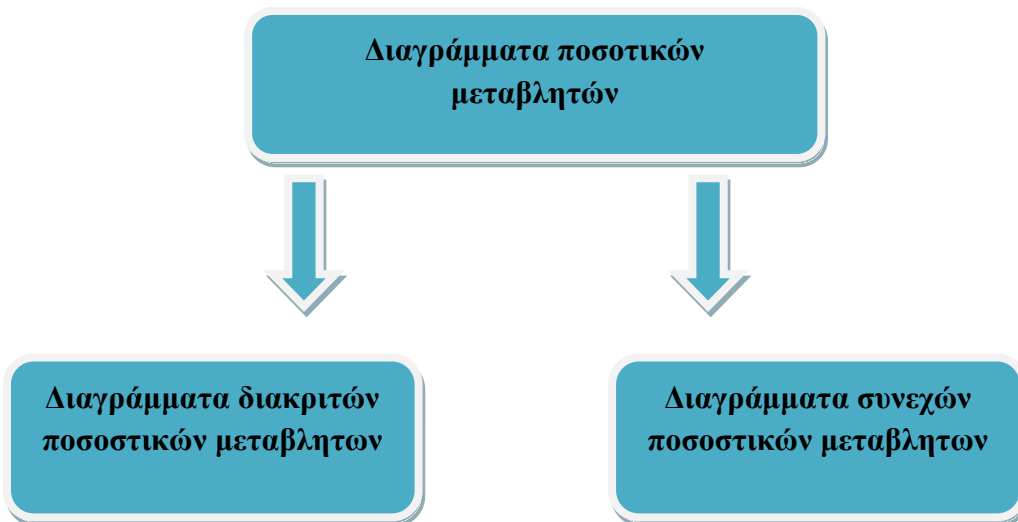 Διαγράμματα ποσοτικών
μεταβλητών
Διαγράμματα διακριτών
ποσοστικών μεταβλητων
Διαγράμματα συνεχών
ποσοστικών μεταβλητων